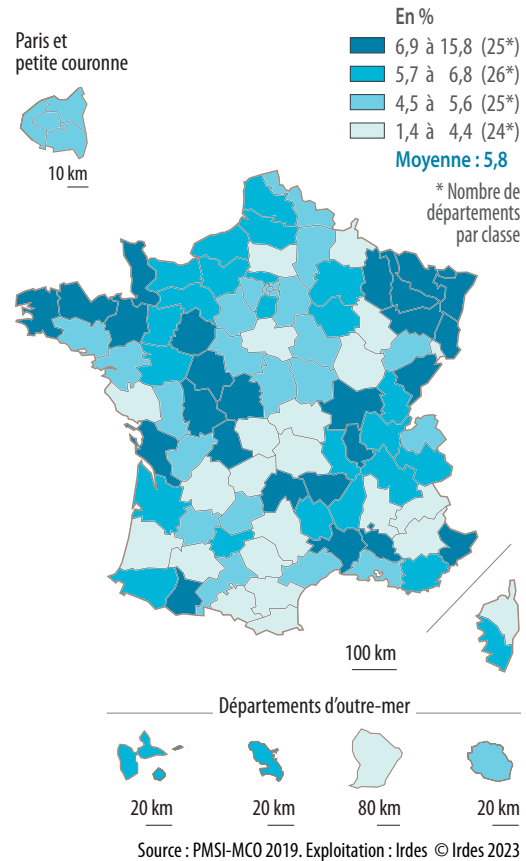 Paris et
petite couronne
10 km
En %
6,9 à 15,8 (25*)
5,7 à 6,8 (26*)
4,5 à 5,6 (25*)
1,4 à 4,4 (24*)
Moyenne : 5,8
* Nombre de
départements
par classe
100 km
Départements d'outre-mer
20 km
20 km
80 km
20 km
Source : PMSI-MCO 2019. Exploitation : Irdes © Irdes 2023